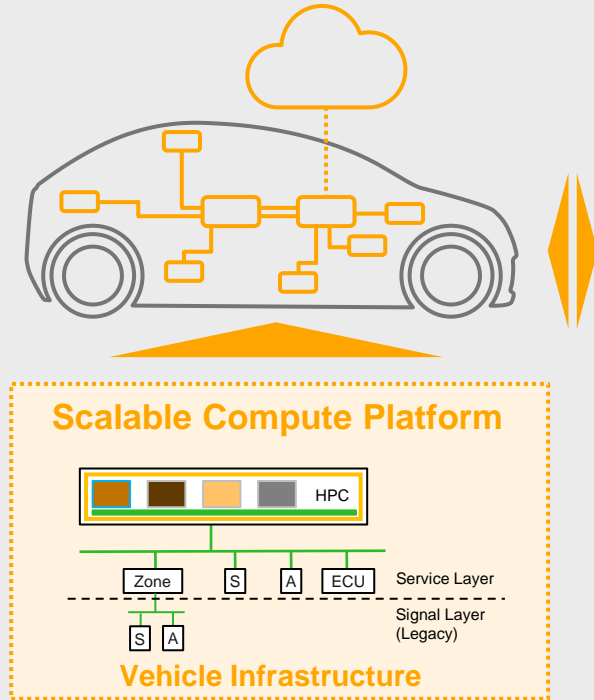 Scalable Compute Platform
HPC
Zone
S
A
ECU
Service Layer
Signal Layer
(Legacy)
S
A
Vehicle Infrastructure